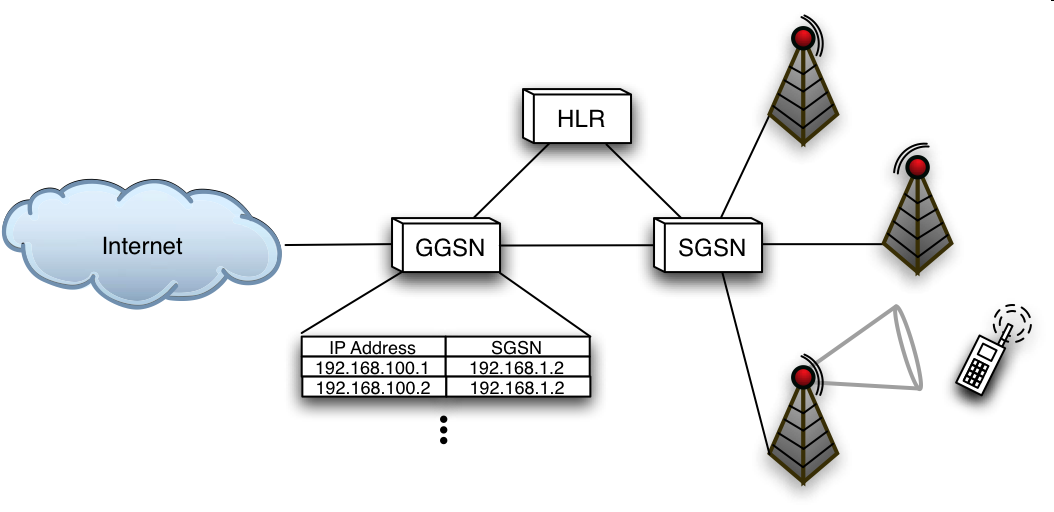 HLR
Internet
GGSN
SGSN
IP Address SGSN
192.168.100.1 192.168.1.2
192.168.100.2 192.168.1.2